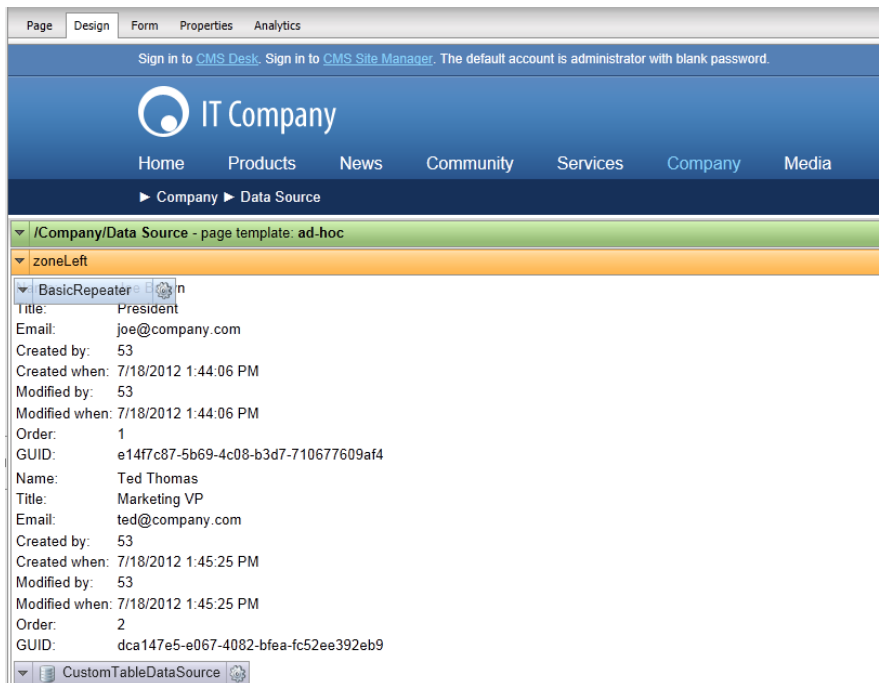 Page Design Form Properties Analytics
Sign in to CMS Desk. Sign in to CMS Site Manager. The default account is administrator with blank password.
IT Company
Home Products News Community Services Company Media
► Company ► Data Source
/Company/Data Source - page template: ad-hoc
zoneLeft
BasicRepeater
Title: President
Email: joe@company.com
Created by: 53
Created when: 7/18/2012 1:44:06 PM
Modified by: 53
Modified when: 7/18/2012 1:44:06 PM
Order: 1
GUID: e14f7c87-5b69-4c08-b3d7-710677609af4
Name: Ted Thomas
Title: Marketing VP
Email: ted@company.com
Created by: 53
Created when: 7/18/2012 1:45:25 PM
Modified by: 53
Modified when: 7/18/2012 1:45:25 PM
Order: 2
GUID: dca147e5-e067-4082-bfea-fc52ee392eb9
CustomTableDataSource